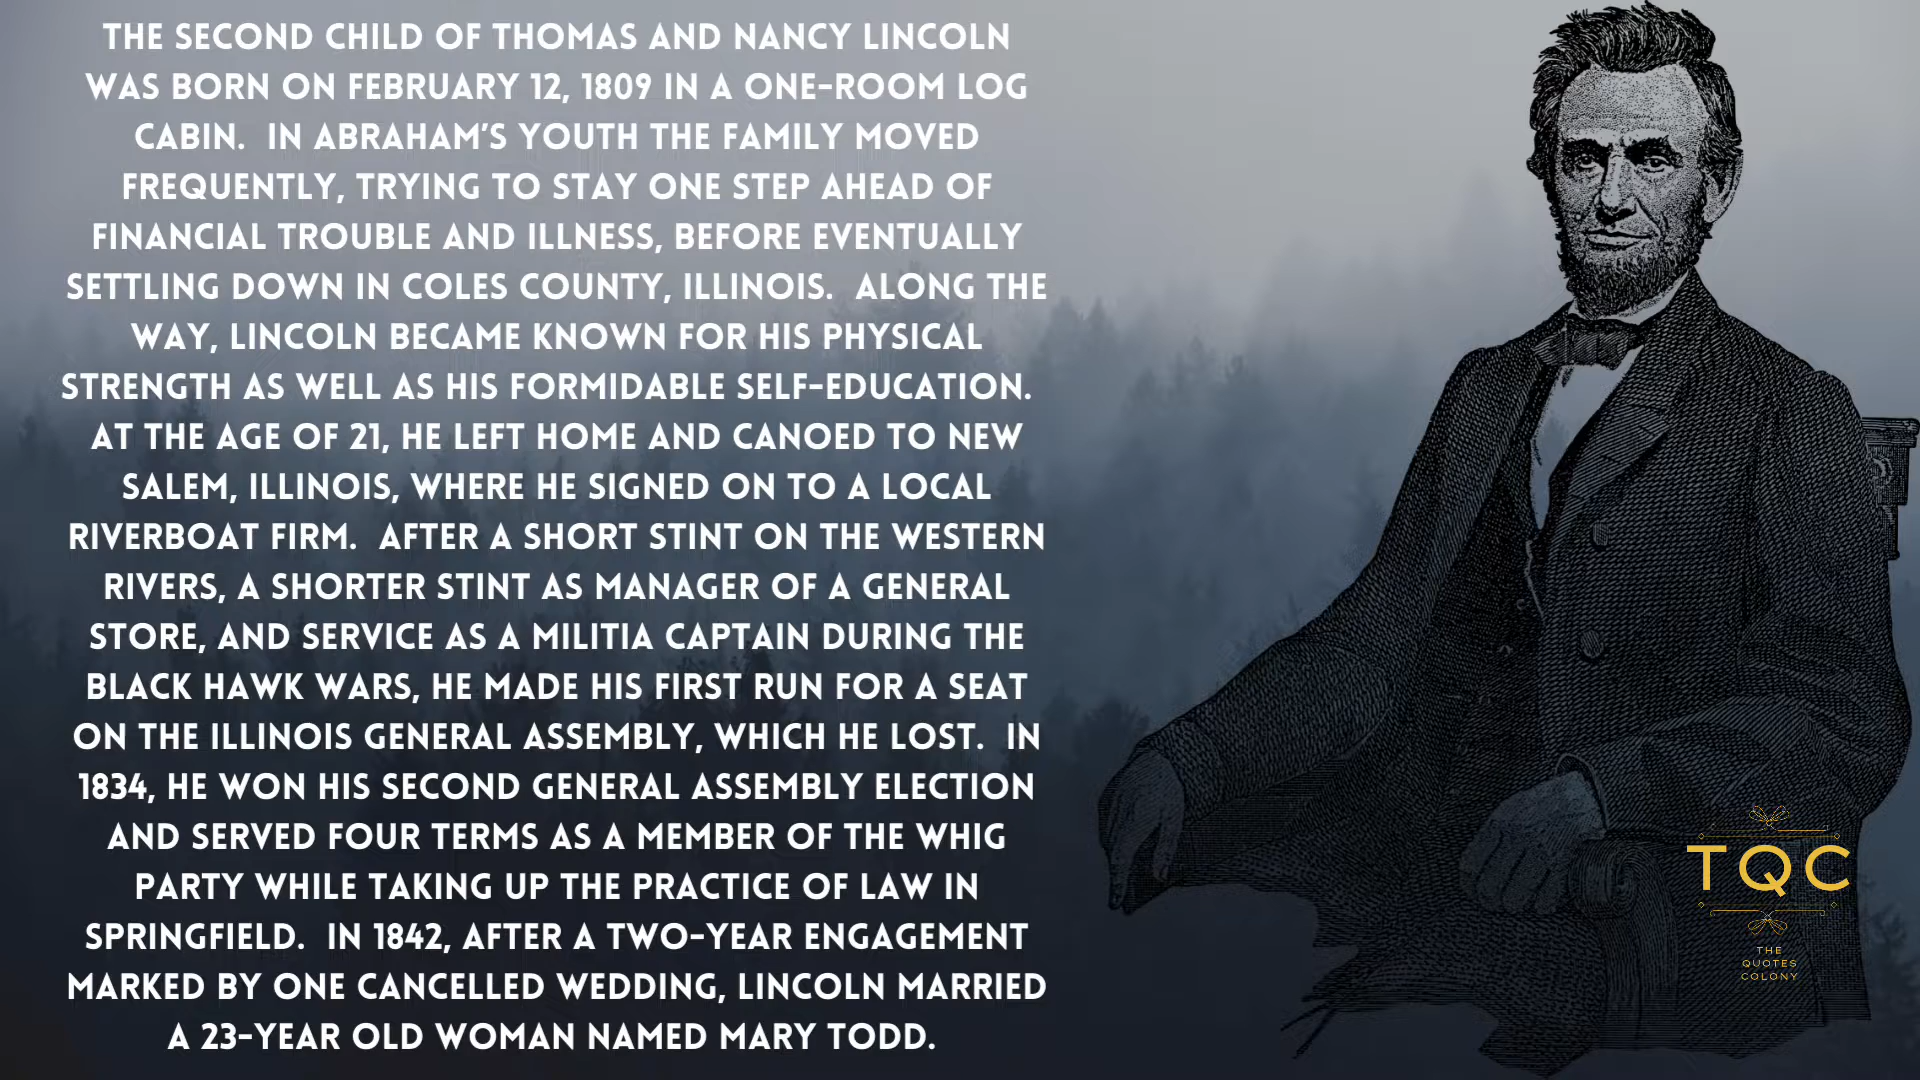 THE SECOND CHILD OF THOMAS AND NANCY LINCOLN
WAS BORN ON FEBRUARY 12, 1809 IN A ONE-ROOM LOG
CABIN.  IN ABRAHAM'S YOUTH THE FAMILY MOVED
FREQUENTLY, TRYING TO STAY ONE STEP AHEAD OF
FINANCIAL TROUBLE AND ILLNESS, BEFORE EVENTUALLY
SETTLING DOWN IN COLES COUNTY, ILLINOIS.  ALONG THE
WAY, LINCOLN BECAME KNOWN FOR HIS PHYSICAL
STRENGTH AS WELL AS HIS FORMIDABLE SELF-EDUCATION.
AT THE AGE OF 21, HE LEFT HOME AND CANOED TO NEW
SALEM, ILLINOIS, WHERE HE SIGNED ON TO A LOCAL
RIVERBOAT FIRM.  AFTER A SHORT STINT ON THE WESTERN
RIVERS, A SHORTER STINT AS MANAGER OF A GENERAL
STORE, AND SERVICE AS A MILITIA CAPTAIN DURING THE
BLACK HAWK WARS, HE MADE HIS FIRST RUN FOR A SEAT
ON THE ILLINOIS GENERAL ASSEMBLY, WHICH HE LOST.  IN
1834, HE WON HIS SECOND GENERAL ASSEMBLY ELECTION
AND SERVED FOUR TERMS AS A MEMBER OF THE WHIG
PARTY WHILE TAKING UP THE PRACTICE OF LAW IN
SPRINGFIELD.  IN 1842, AFTER A TWO-YEAR ENGAGEMENT
MARKED BY ONE CANCELLED WEDDING, LINCOLN MARRIED
A 23-YEAR OLD WOMAN NAMED MARY TODD.
TQC
THE
QUOTES
COLONY